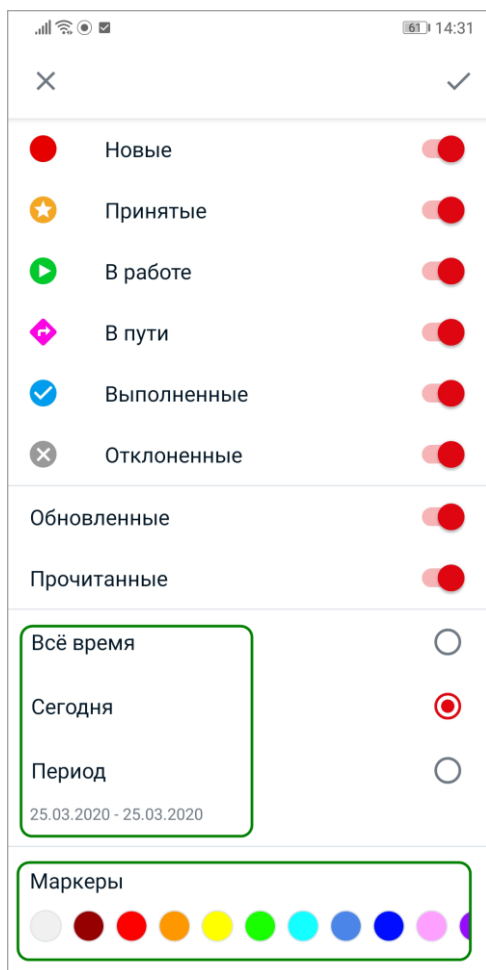 61 14:31
Новые
Принятые
В работе
В пути
Выполненные
Отклоненные
Обновленные
Прочитанные
Всё время
Сегодня
Период
25.03.2020 - 25.03.2020
Маркеры